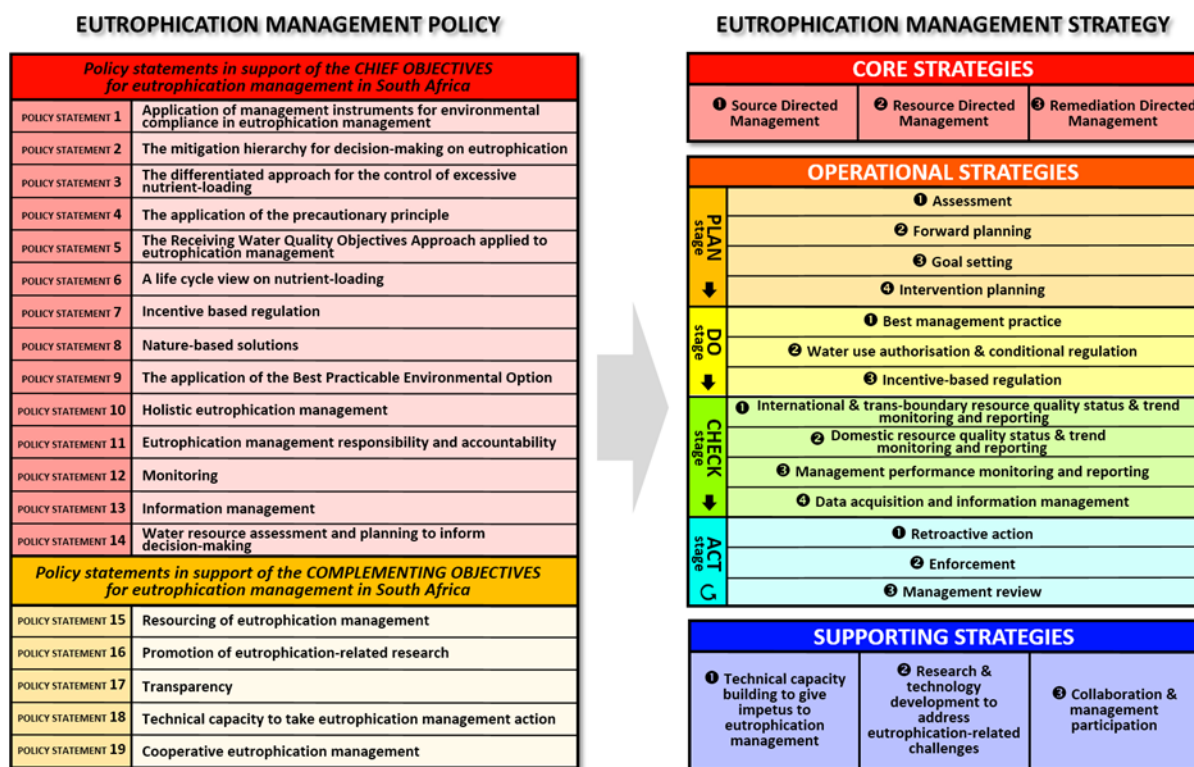 EUTROPHICATION MANAGEMENT POLICY
Policy statements in support of the CHIEF OBJECTIVES
for eutrophication management in South Africa
POLICY STATEMENT 1
Application of management instruments for environmental
compliance in eutrophication management
POLICY STATEMENT 2
The mitigation hierarchy for decision-making on eutrophication
POLICY STATEMENT 3
The differentiated approach for the control of excessive
nutrient-loading
POLICY STATEMENT 4
The application of the precautionary principle
POLICY STATEMENT 5
The Receiving Water Quality Objectives Approach applied to
eutrophication management
POLICY STATEMENT 6
A life cycle view on nutrient-loading
POLICY STATEMENT 7
Incentive based regulation
POLICY STATEMENT 8
Nature-based solutions
POLICY STATEMENT 9
The application of the Best Practicable Environmental Option
POLICY STATEMENT 10
Holistic eutrophication management
POLICY STATEMENT 11
Eutrophication management responsibility and accountability
POLICY STATEMENT 12
Monitoring
POLICY STATEMENT 13
Information management
POLICY STATEMENT 14
Water resource assessment and planning to inform
decision-making
Policy statements in support of the COMPLEMENTING OBJECTIVES
for eutrophication management in South Africa
POLICY STATEMENT 15
Resourcing of eutrophication management
POLICY STATEMENT 16
Promotion of eutrophication-related research
POLICY STATEMENT 17
Transparency
POLICY STATEMENT 18
Technical capacity to take eutrophication management action
POLICY STATEMENT 19
Cooperative eutrophication management
EUTROPHICATION MANAGEMENT STRATEGY
CORE STRATEGIES
❶ Source Directed
Management
❷ Resource Directed
Management
❸ Remediation Directed
Management
OPERATIONAL STRATEGIES
PLAN
stage
❶ Assessment
❷ Forward planning
❸ Goal setting
❹ Intervention planning
DO
stage
❶ Best management practice
❷ Water use authorisation & conditional regulation
❸ Incentive-based regulation
CHECK
stage
❶ International & trans-boundary resource quality status & trend
monitoring and reporting
❷ Domestic resource quality status & trend
monitoring and reporting
❸ Management performance monitoring and reporting
❹ Data acquisition and information management
ACT
stage
❶ Retroactive action
❷ Enforcement
❸ Management review
SUPPORTING STRATEGIES
❶ Technical capacity
building to give
impetus to
eutrophication
management
❷ Research &
technology
development to
address
eutrophication-related
challenges
❸ Collaboration &
management
participation